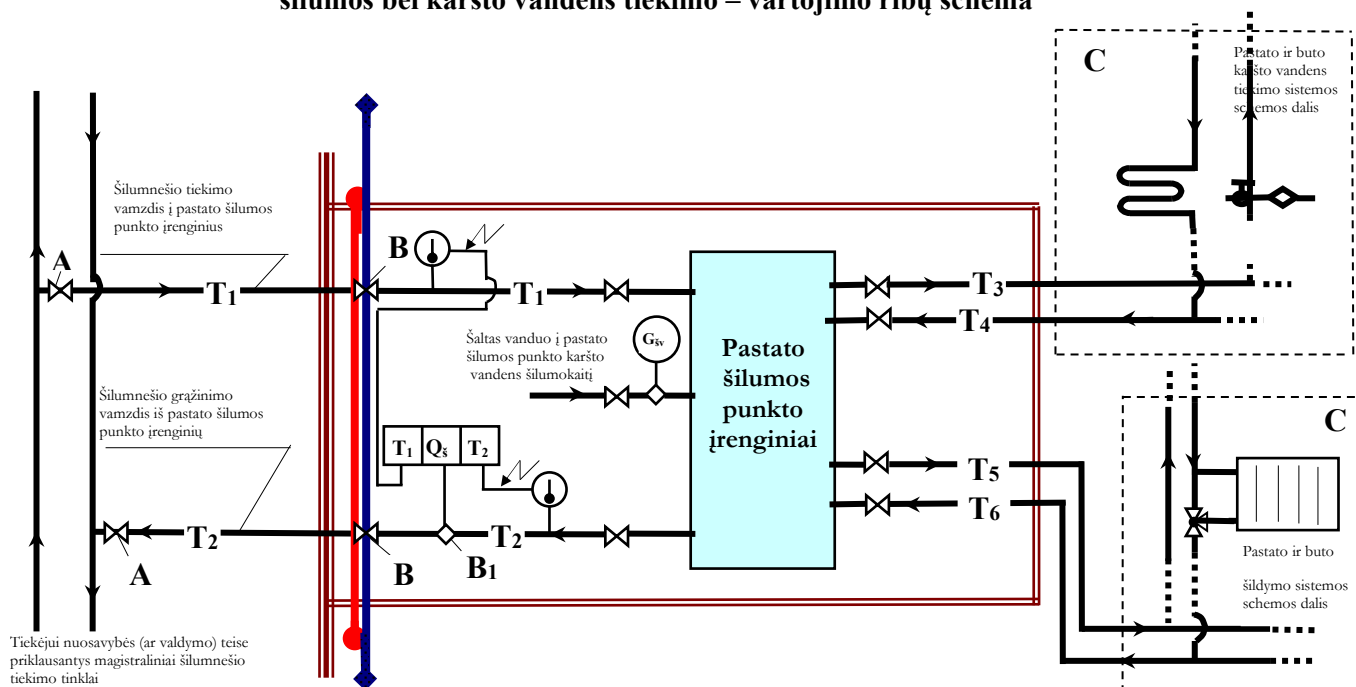 šilumos bei karšto vandens tiekimo – vartojimo ribų schema
C
Pastato ir buto
karšto vandens
tiekimo sistemos
schemos dalis
Šilumnešio tiekimo
vamzdis į pastato šilumos
punkto įrenginius
A
T1
B
T1
T3
T4
Šaltas vanduo į pastato
šilumos punkto karšto
vandens šilumokaitį
Gšv
Pastato
šilumos
punkto
įrenginiai
Šilumnešio grąžinimo
vamzdis iš pastato šilumos
punkto įrenginių
T1 Qš T2
T5
T6
C
A
T2
B
B1
T2
Pastato ir buto
šildymo sistemos
schemos dalis
Tiekėjui nuosavybės (ar valdymo) teise
priklausantys magistraliniai šilumnešio
tiekimo tinklai